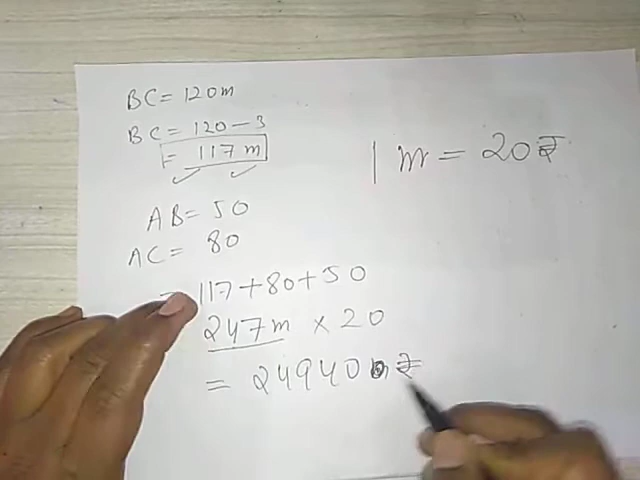 BC = 120m
BC = 120 - 3
= 117 m
1 m = 20 ₹
AB = 50
AC = 80
= 117 + 80 + 50
247m × 20
= 24940 ₹